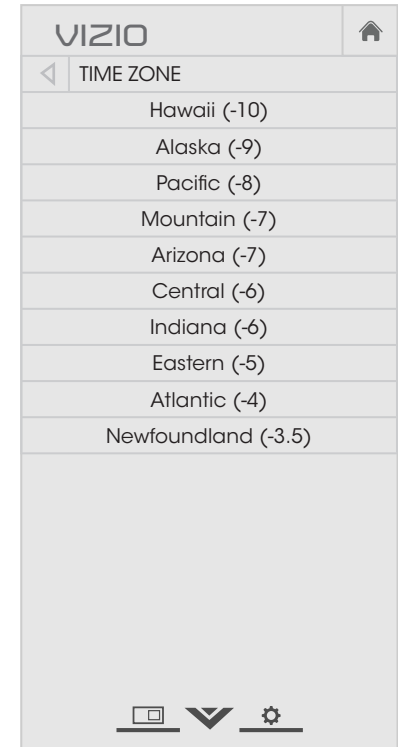 VIZIO
TIME ZONE
Hawaii (-10)
Alaska (-9)
Pacific (-8)
Mountain (-7)
Arizona (-7)
Central (-6)
Indiana (-6)
Eastern (-5)
Atlantic (-4)
Newfoundland (-3.5)